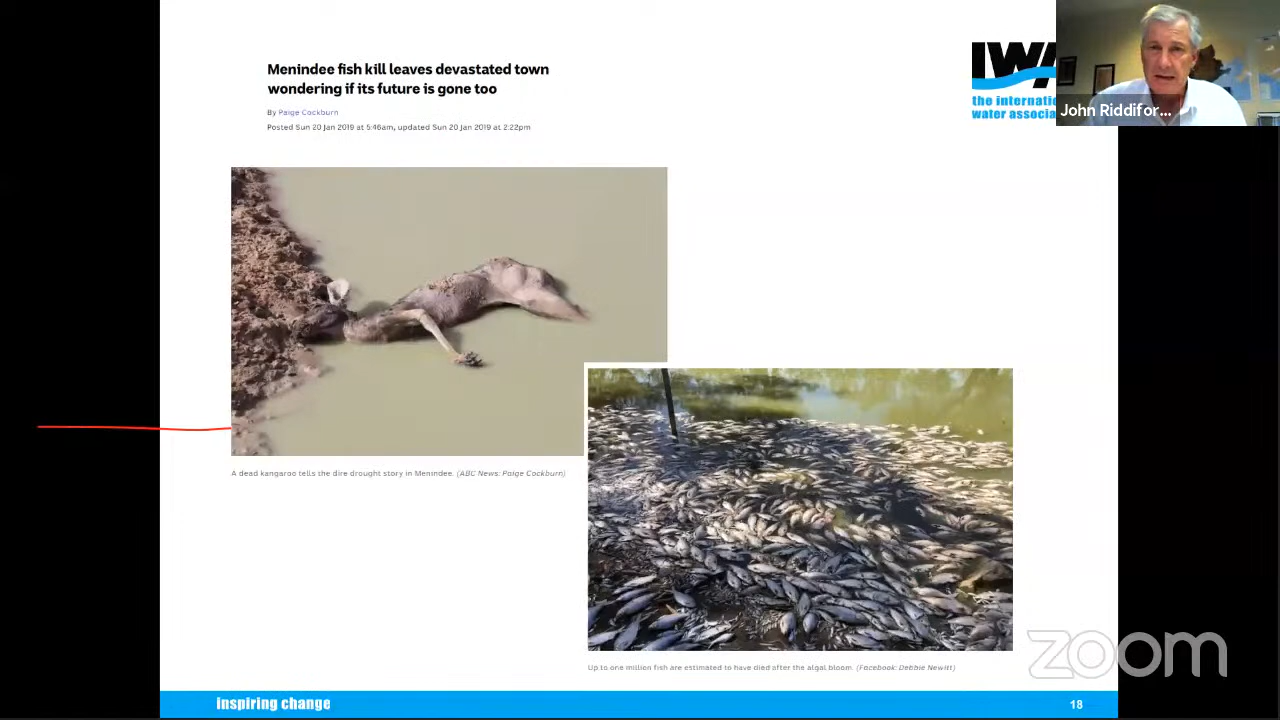 Menindee fish kill leaves devastated town
wondering if its future is gone too
By Paige Cockburn
Posted Sun 20 Jan 2019 at 5:46am, updated Sun 20 Jan 2019 at 2:22pm
IWA
the internatio
water associa
John Riddifor...
A dead kangaroo tells the dire drought story in Menindee. (ABC News: Paige Cockburn)
Up to one million fish are estimated to have died after the algal bloom. (Facebook: Debbie Newitt)
zoom
inspiring change
18